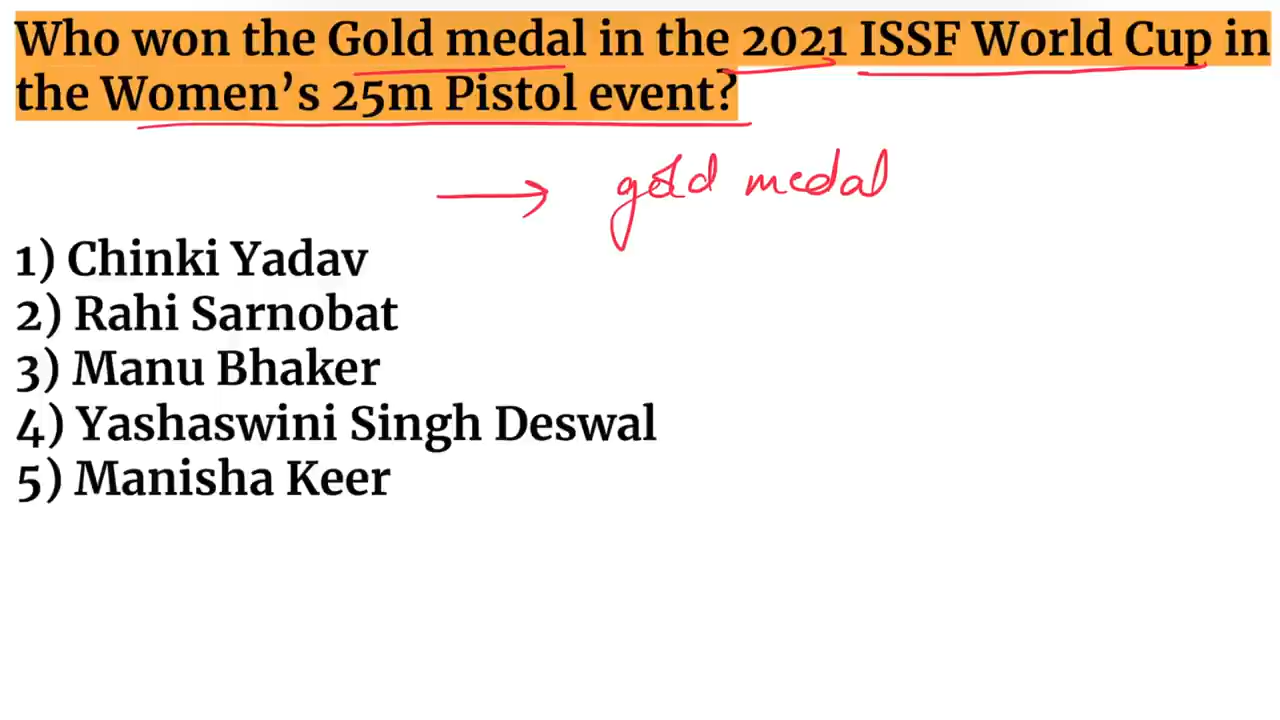 Who won the Gold medal in the 2021 ISSF World Cup in
the Women’s 25m Pistol event?
gold medal
1) Chinki Yadav
2) Rahi Sarnobat
3) Manu Bhaker
4) Yashaswini Singh Deswal
5) Manisha Keer